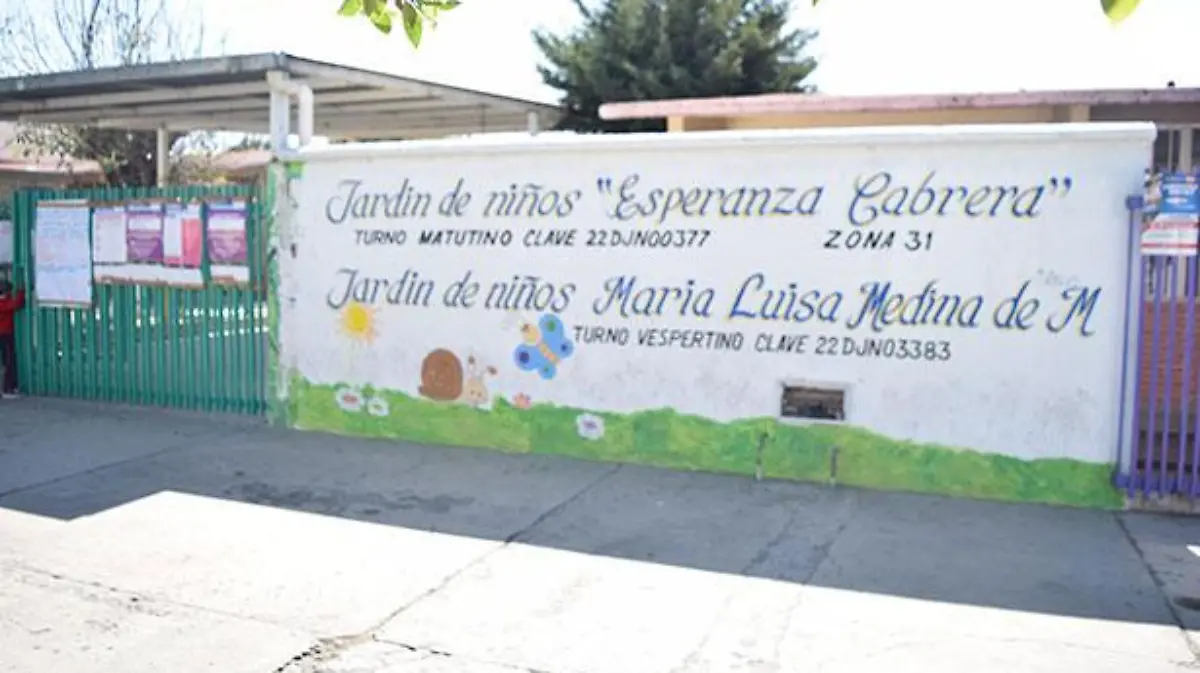 Jardin de niños "Esperanza Cabrera"
TURNO MATUTINO CLAVE 22DJN00377 ZONA 31
Jardin de niños Maria Luisa Medina de M
TURNO VESPERTINO CLAVE 22DJN03383